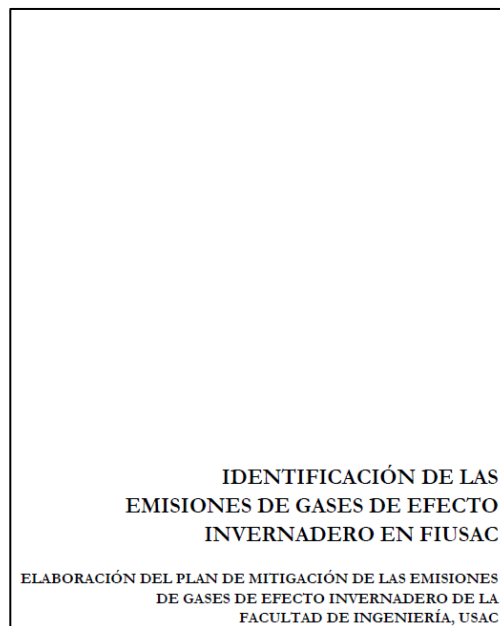 IDENTIFICACIÓN DE LAS
EMISIONES DE GASES DE EFECTO
INVERNADERO EN FIUSAC
ELABORACIÓN DEL PLAN DE MITIGACIÓN DE LAS EMISIONES
DE GASES DE EFECTO INVERNADERO DE LA
FACULTAD DE INGENIERÍA, USAC